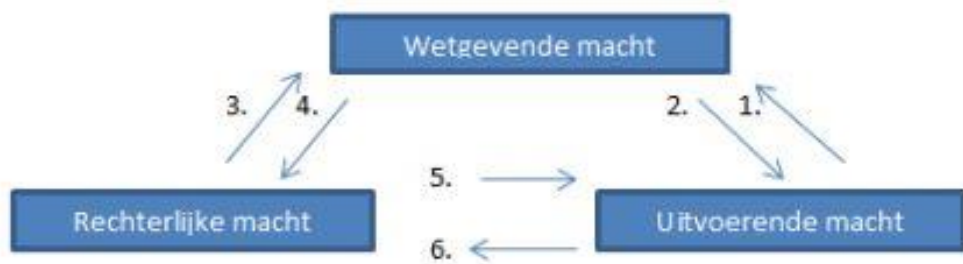 Wetgevende macht
3. 4. 2. 1.
5.
Rechterlijke macht Uitvoerende macht
6.